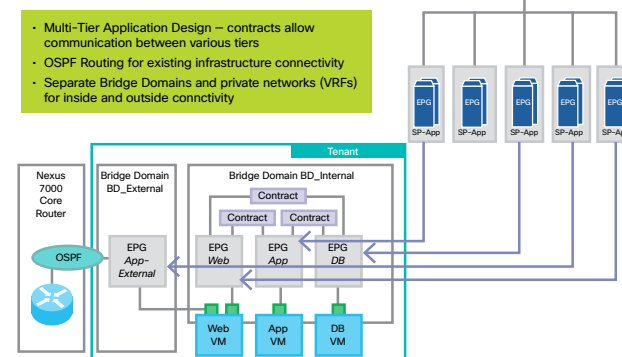 • Multi-Tier Application Design – contracts allow
communication between various tiers
• OSPF Routing for existing infrastructure connectivity
• Separate Bridge Domains and private networks (VRFs)
for inside and outside connctivity
EPG
EPG
EPG
EPG
EPG
SP-App
SP-App
SP-App
SP-App
SP-App
Tenant
Nexus
7000
Core
Router
Bridge Domain
BD_External
Bridge Domain BD_Internal
Contract
Contract
Contract
OSPF
EPG
App-
External
EPG
Web
EPG
App
EPG
DB
Web
VM
App
VM
DB
VM